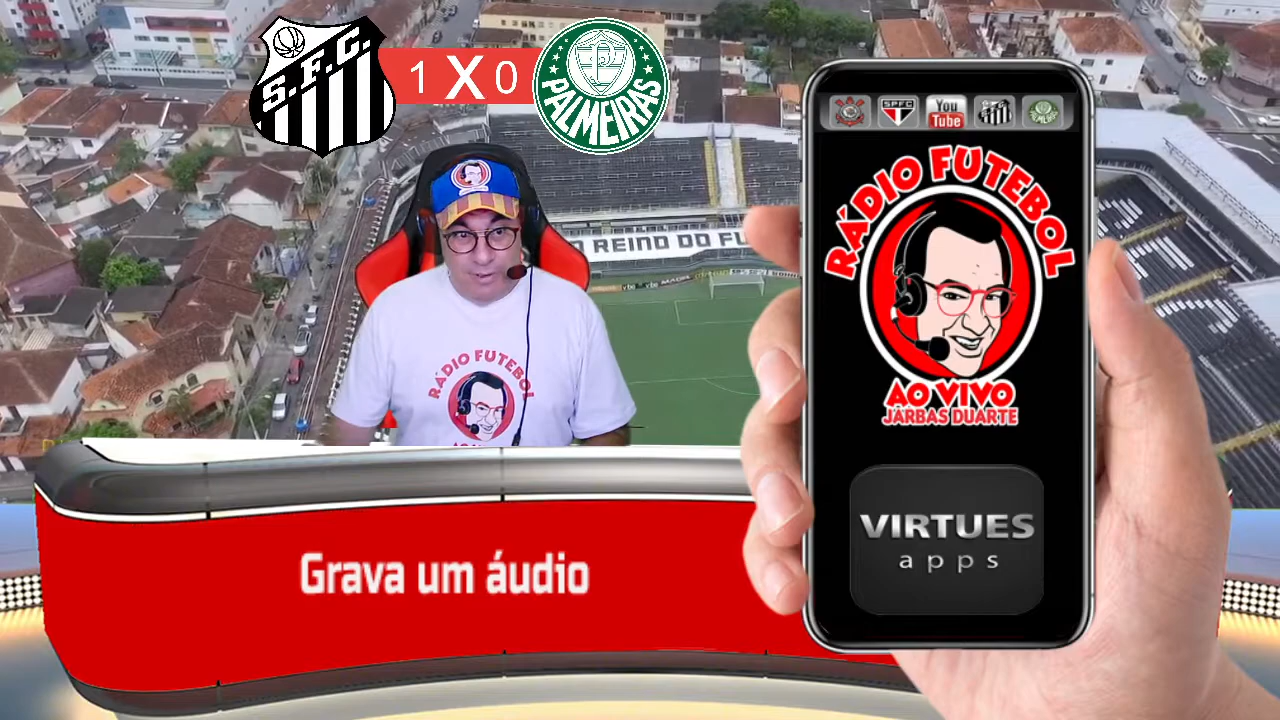 S.F.C.
1 X 0
PALMEIRAS
SPFC
You
Tube
PALMEIRAS
RÁDIO FUTEBOL
AO VIVO
JARBAS DUARTE
REINO DO FU
RÁDIO FUTEBOL
VIRTUES
apps
Grava um áudio